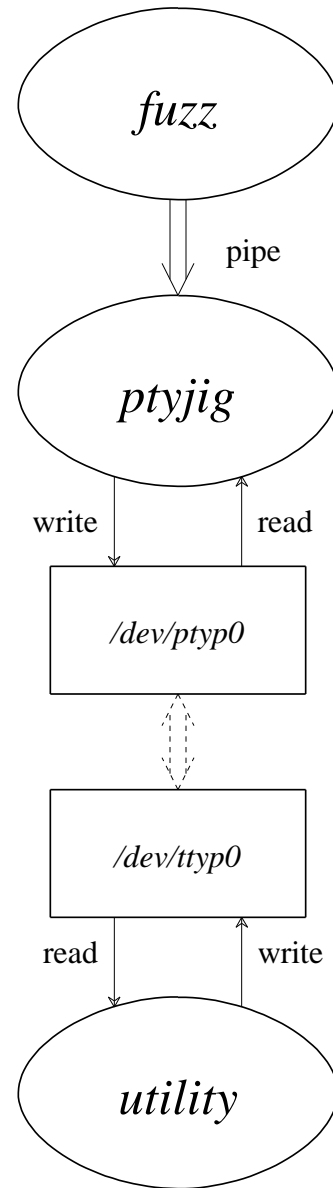 fuzz
pipe
ptyjig
write read
/dev/ptyp0
/dev/ttyp0
read write
utility